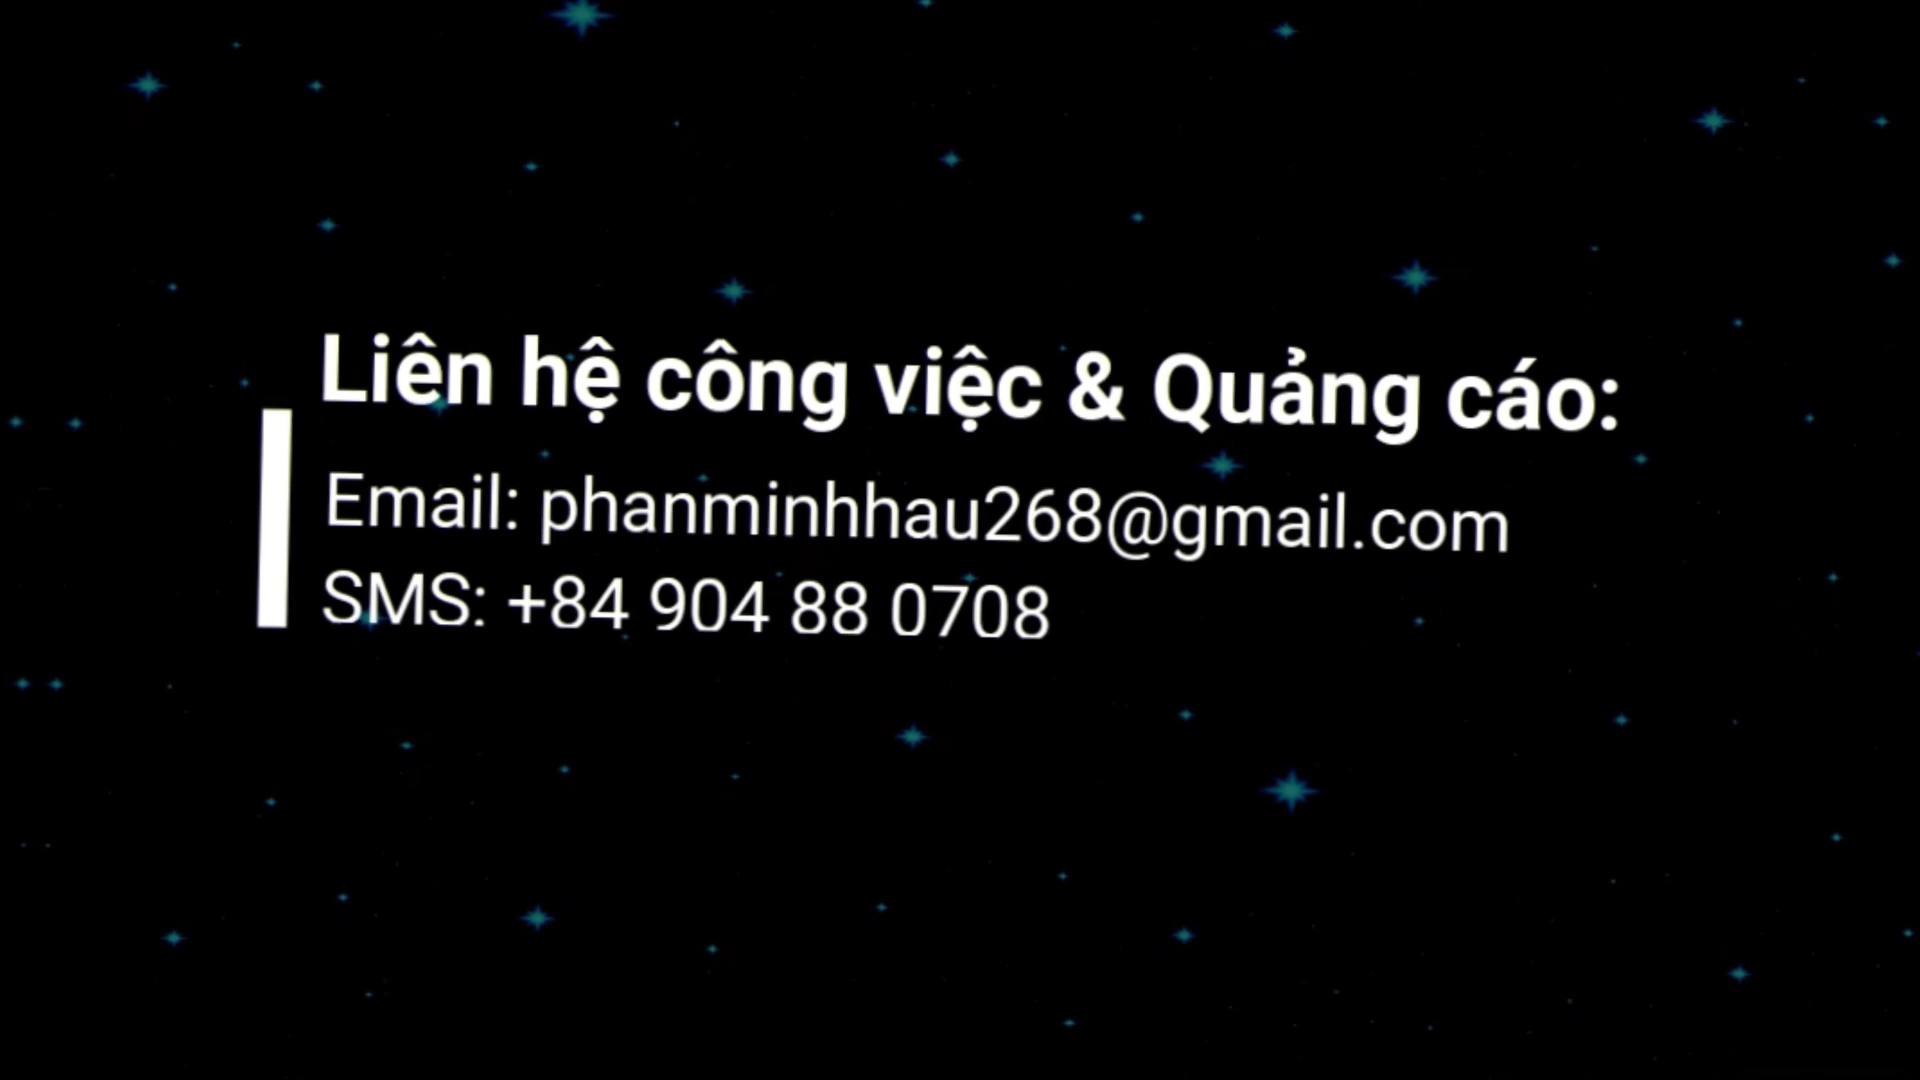 Liên hệ công việc & Quảng cáo:
Email: phanminhhau268@gmail.com
SMS: +84 904 88 0708